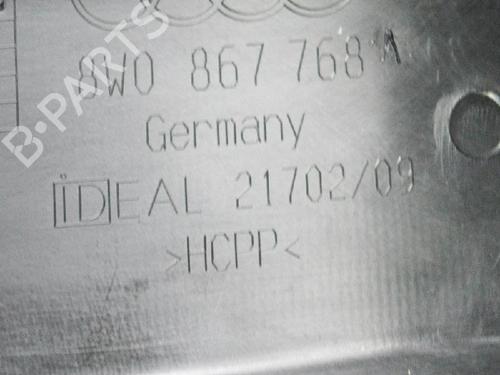 8W0 867 768 A
Germany
iDEAL 21702/09
>HCPP<
B-PARTS